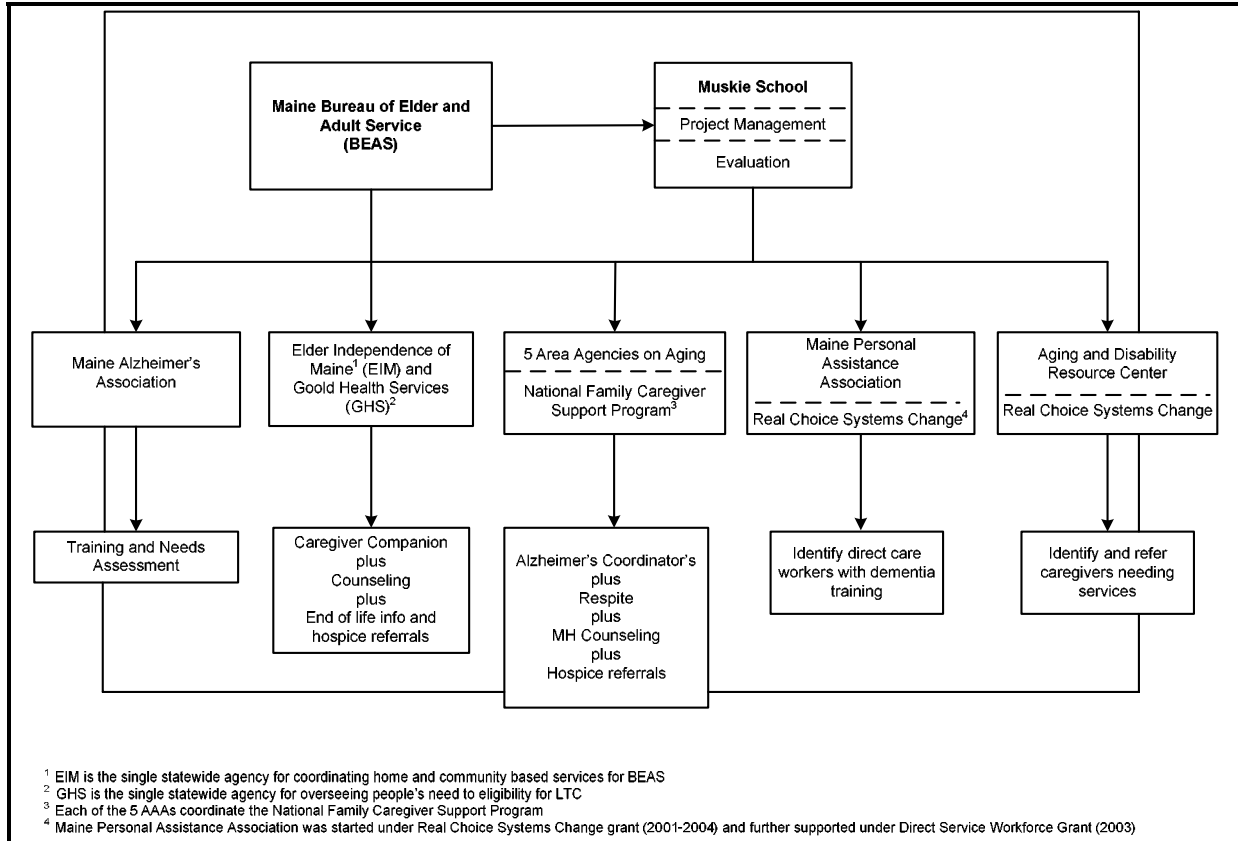 Maine Bureau of Elder and
Adult Service
(BEAS)
Muskie School
Project Management
Evaluation
Maine Alzheimer's
Association
Elder Independence of
Maine¹ (EIM) and
Goold Health Services
(GHS)²
5 Area Agencies on Aging
National Family Caregiver
Support Program³
Maine Personal
Assistance
Association
Real Choice Systems Change⁴
Aging and Disability
Resource Center
Real Choice Systems Change
Training and Needs
Assessment
Caregiver Companion
plus
Counseling
plus
End of life info and
hospice referrals
Alzheimer's Coordinator's
plus
Respite
plus
MH Counseling
plus
Hospice referrals
Identify direct care
workers with dementia
training
Identify and refer
caregivers needing
services
¹ EIM is the single statewide agency for coordinating home and community based services for BEAS
² GHS is the single statewide agency for overseeing people's need to eligibility for LTC
³ Each of the 5 AAAs coordinate the National Family Caregiver Support Program
⁴ Maine Personal Assistance Association was started under Real Choice Systems Change grant (2001-2004) and further supported under Direct Service Workforce Grant (2003)